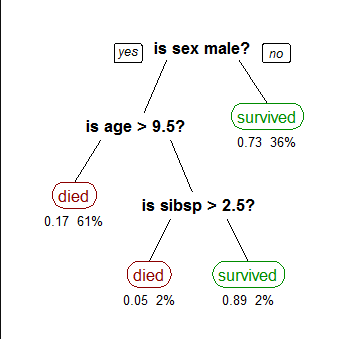 yes is sex male? no
survived
0.73 36%
is age > 9.5?
died
0.17 61%
is sibsp > 2.5?
died survived
0.05 2% 0.89 2%